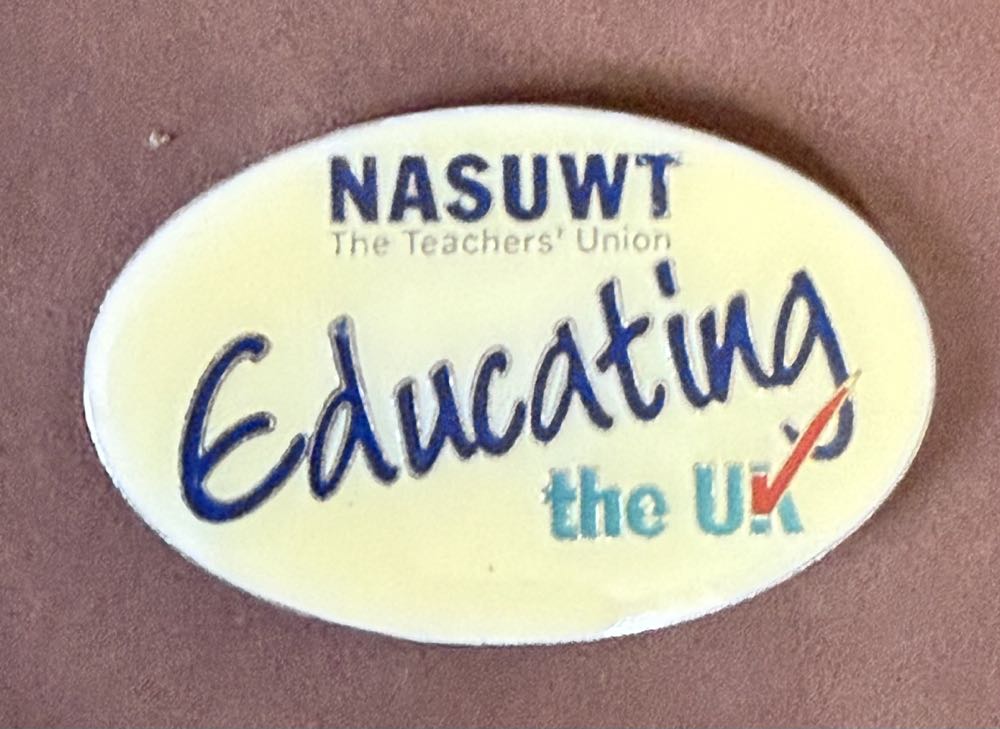 NASUWT
The Teachers' Union
Educating
the UK